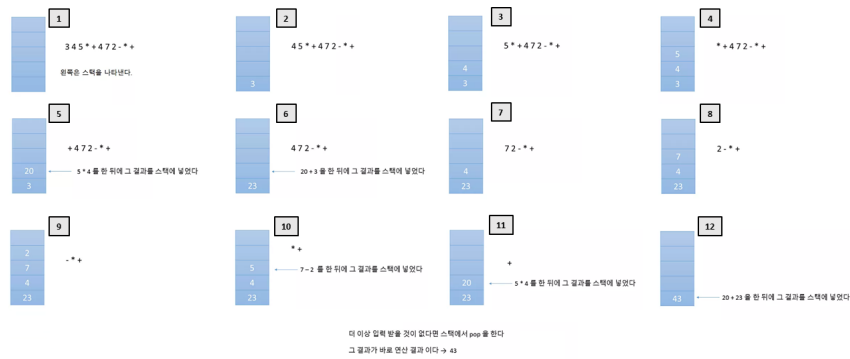 1
3 4 5 * + 4 7 2 - * +
왼쪽은 스택을 나타낸다.
2
4 5 * + 4 7 2 - * +
3
3
5 * + 4 7 2 - * +
4
3
4
* + 4 7 2 - * +
5
4
3
5
+ 4 7 2 - * +
20
5 * 4 를 한 뒤에 그 결과를 스택에 넣었다
3
6
4 7 2 - * +
20 + 3 을 한 뒤에 그 결과를 스택에 넣었다
23
7
7 2 - * +
4
23
8
2 - * +
7
4
23
9
2
- * +
7
4
23
10
* +
5
7 – 2 를 한 뒤에 그 결과를 스택에 넣었다
4
23
11
+
20
5 * 4 를 한 뒤에 그 결과를 스택에 넣었다
23
12
43
20 + 23 을 한 뒤에 그 결과를 스택에 넣었다
더 이상 입력 받을 것이 없다면 스택에서 pop 을 한다
그 결과가 바로 연산 결과 이다 → 43